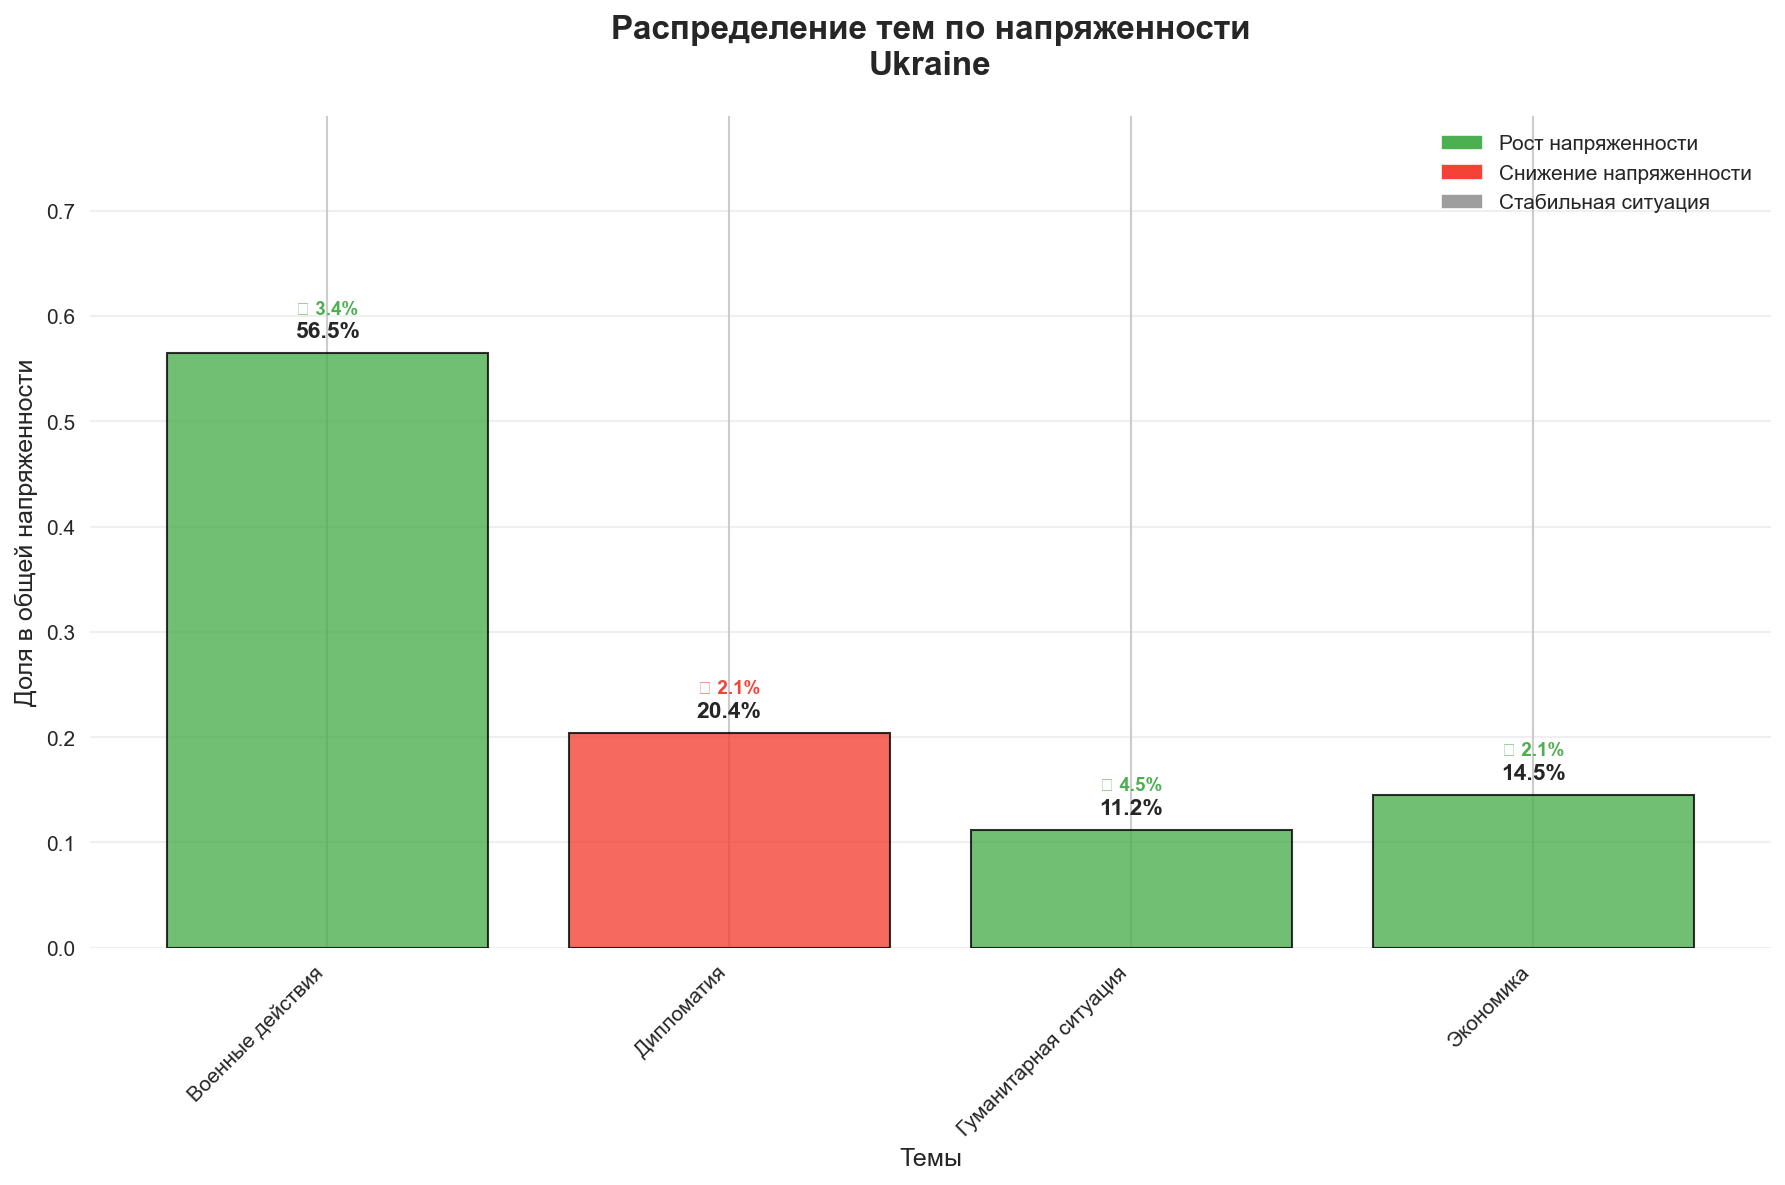 Распределение тем по напряженности
Ukraine
Рост напряженности
Снижение напряженности
Стабильная ситуация
Доля в общей напряженности
0.7
0.6
0.5
0.4
0.3
0.2
0.1
0.0
3.4%
56.5%
2.1%
20.4%
4.5%
11.2%
2.1%
14.5%
Военные действия
Дипломатия
Гуманитарная ситуация
Экономика
Темы